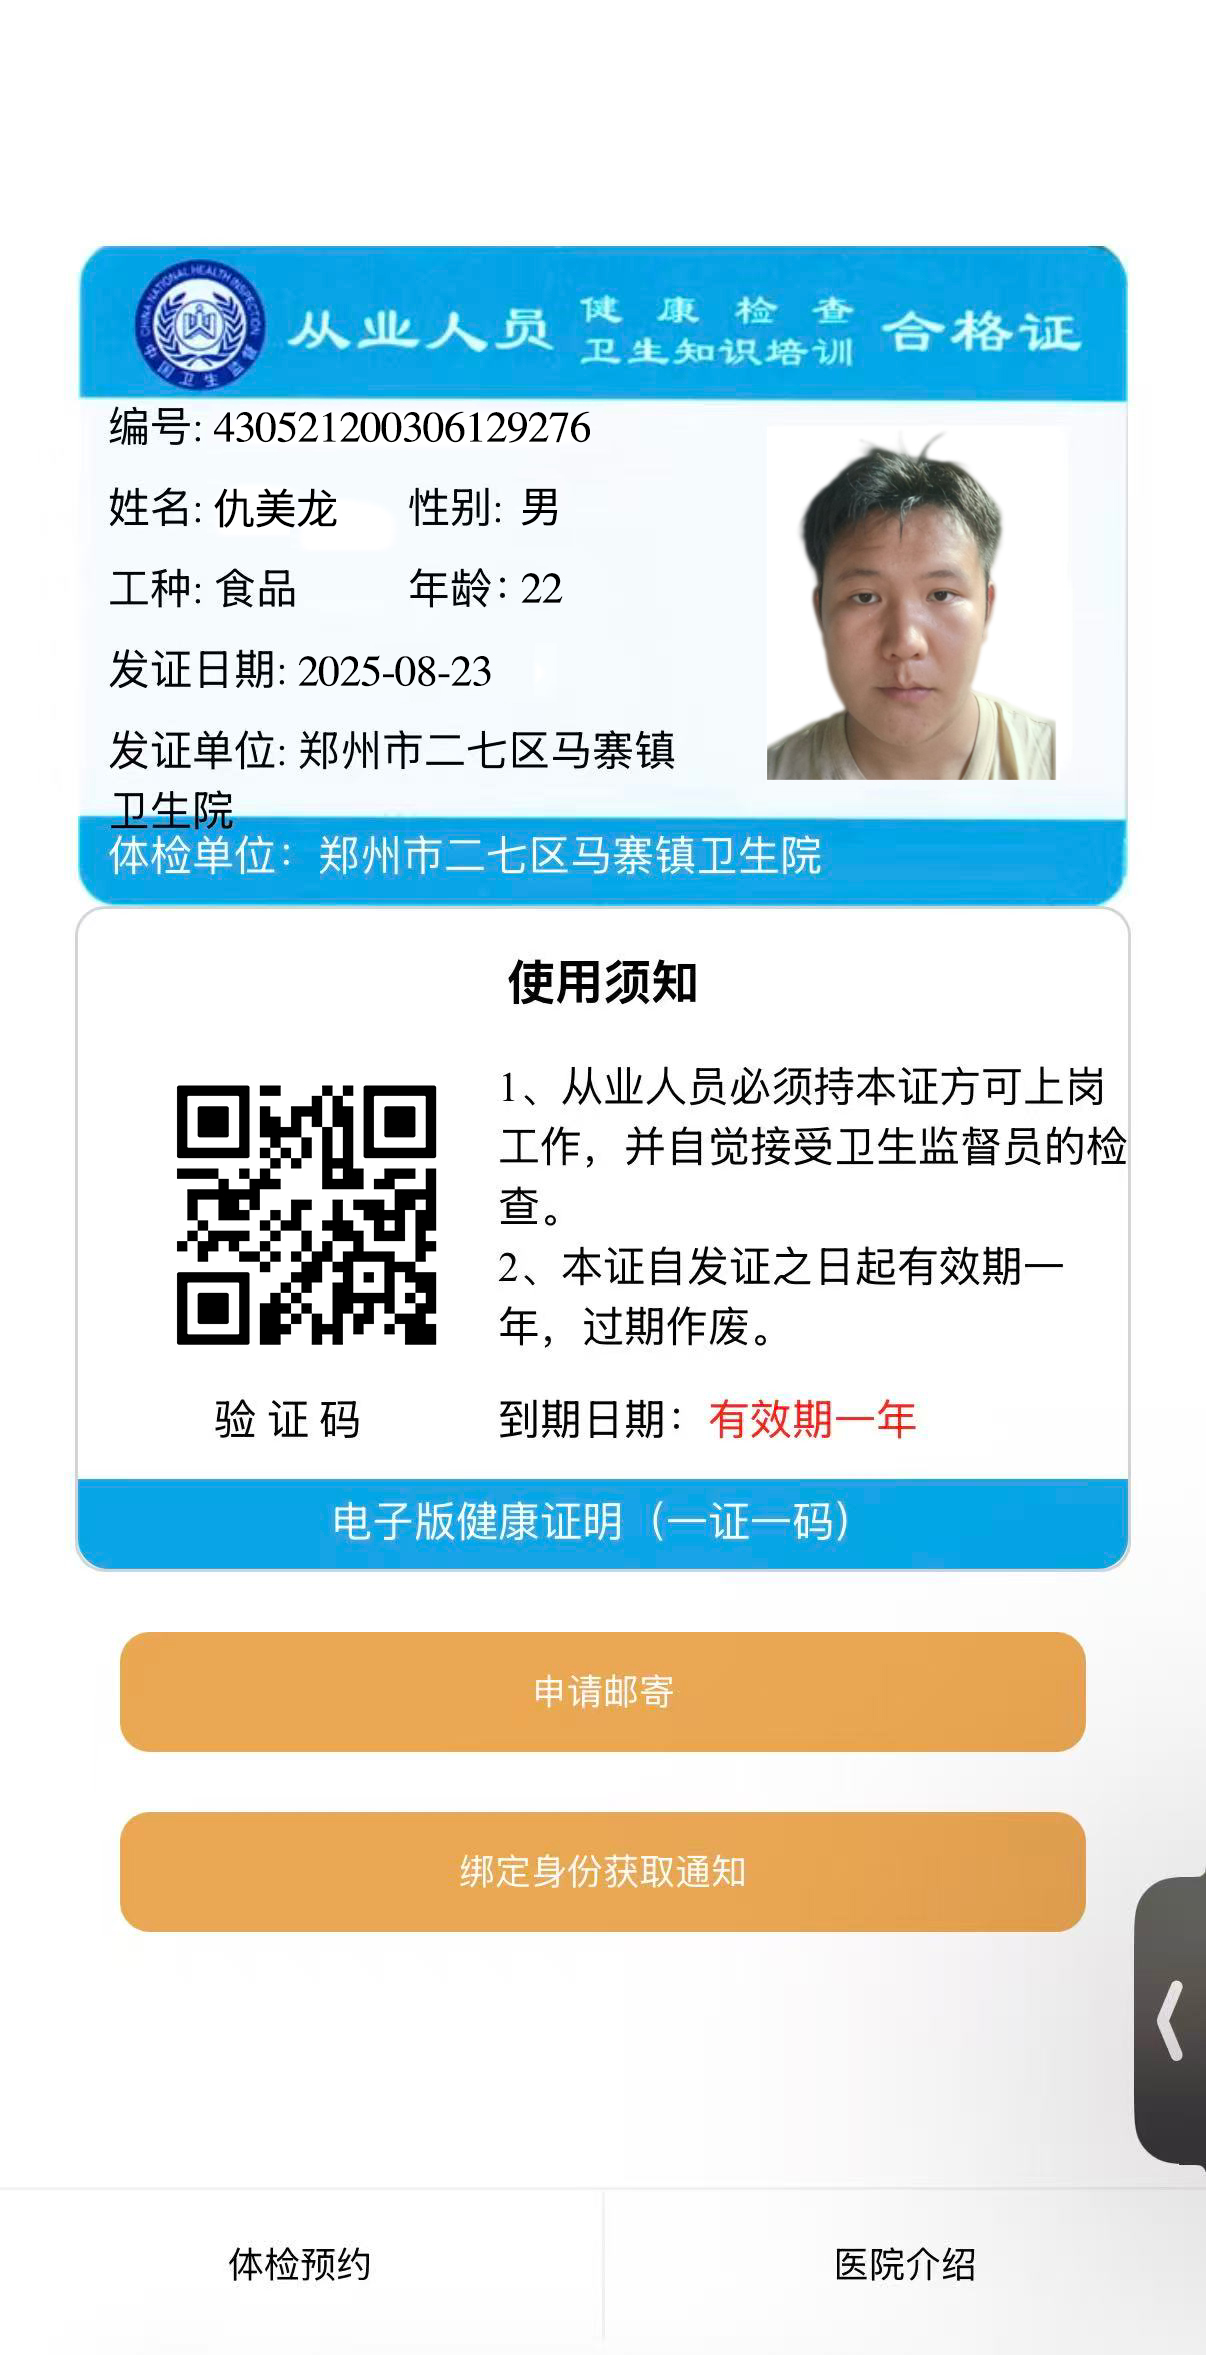 CHINA NATIONAL HEALTH INSPECTION
中国卫生监督
从业人员 健康检查 合格证
卫生知识培训
编号: 430521200306129276
姓名: 仇美龙 性别: 男
工种: 食品 年龄: 22
发证日期: 2025-08-23
发证单位: 郑州市二七区马寨镇
卫生院
体检单位: 郑州市二七区马寨镇卫生院
使用须知
1、从业人员必须持本证方可上岗
工作，并自觉接受卫生监督员的检
查。
2、本证自发证之日起有效期一
年，过期作废。
验证码 到期日期: 有效期一年
电子版健康证明（一证一码）
申请邮寄
绑定身份获取通知
体检预约 医院介绍